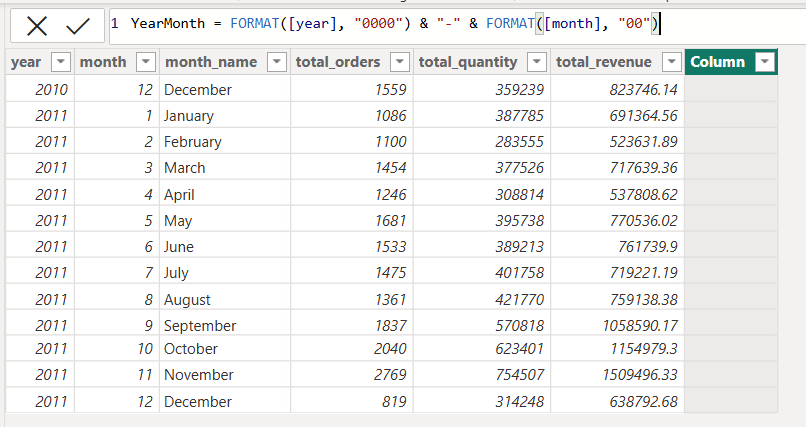 1 YearMonth = FORMAT([year], "0000") & "-" & FORMAT([month], "00")
year month month_name total_orders total_quantity total_revenue Column
2010 12 December 1559 359239 823746.14
2011 1 January 1086 387785 691364.56
2011 2 February 1100 283555 523631.89
2011 3 March 1454 377526 717639.36
2011 4 April 1246 308814 537808.62
2011 5 May 1681 395738 770536.02
2011 6 June 1533 389213 761739.9
2011 7 July 1475 401758 719221.19
2011 8 August 1361 421770 759138.38
2011 9 September 1837 570818 1058590.17
2011 10 October 2040 623401 1154979.3
2011 11 November 2769 754507 1509496.33
2011 12 December 819 314248 638792.68